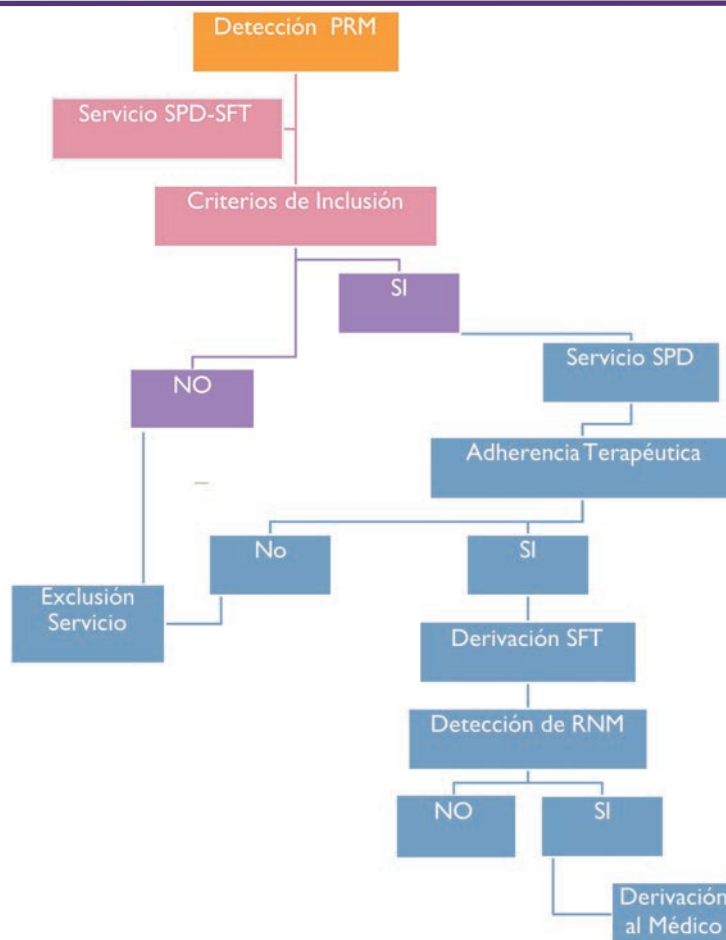 Detección PRM
Servicio SPD-SFT
Criterios de Inclusión
SI
Servicio SPD
NO
Adherencia Terapéutica
No
SI
Exclusión
Servicio
Derivación SFT
Detección de RNM
NO
SI
Derivación
al Médico